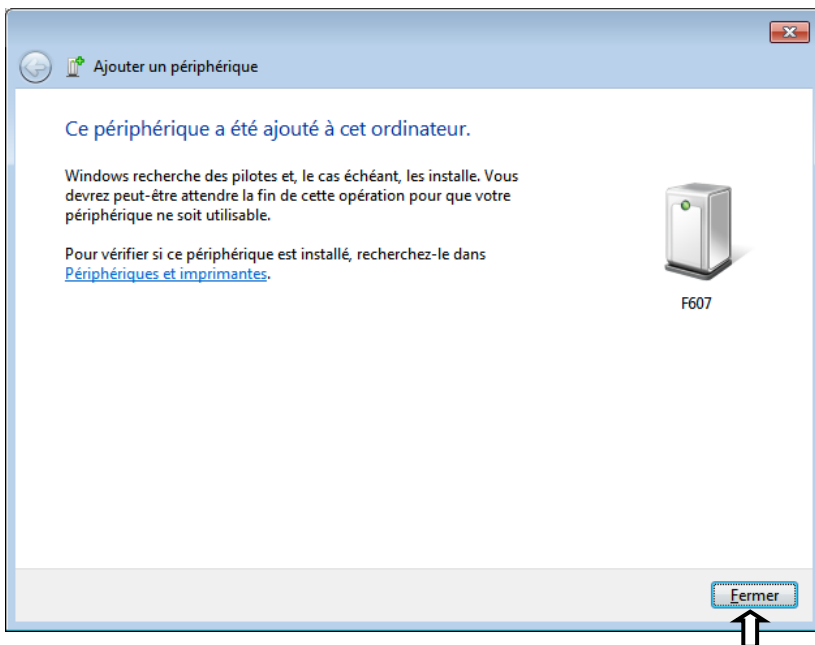 Ajouter un périphérique
Ce périphérique a été ajouté à cet ordinateur.
Windows recherche des pilotes et, le cas échéant, les installe. Vous
devrez peut-être attendre la fin de cette opération pour que votre
périphérique ne soit utilisable.
Pour vérifier si ce périphérique est installé, recherchez-le dans
Périphériques et imprimantes.
F607
Fermer